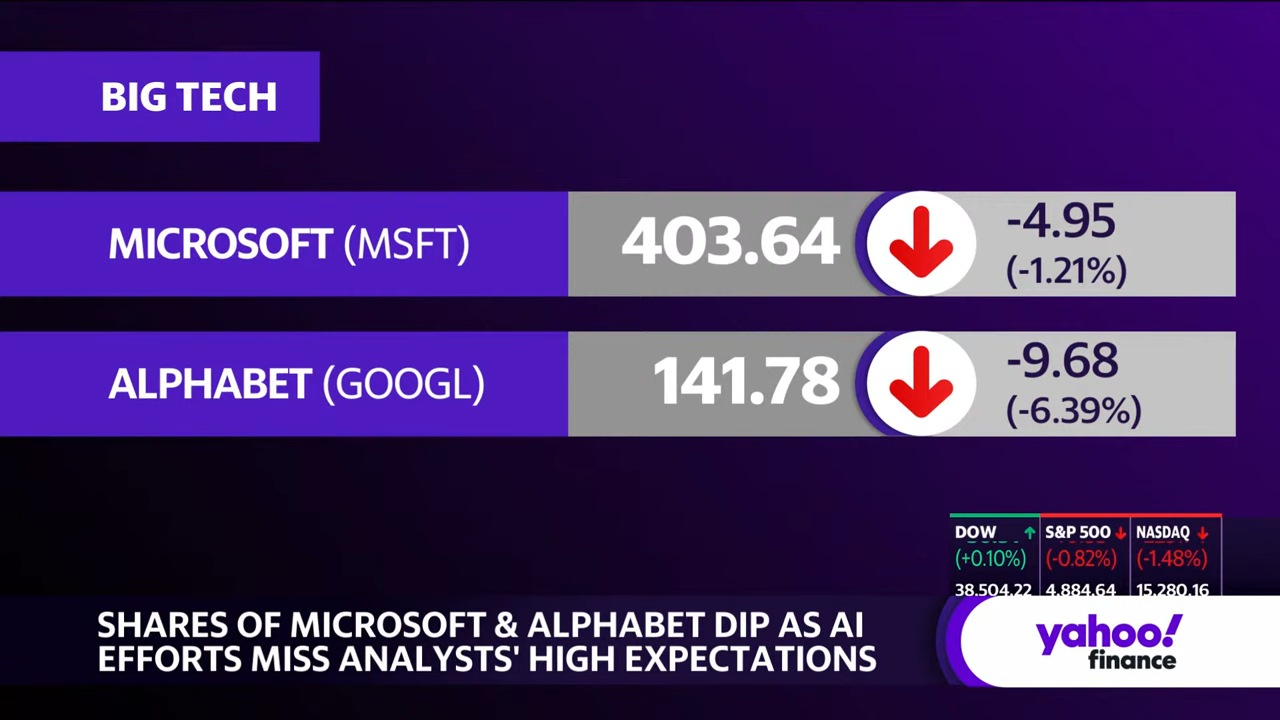 BIG TECH
MICROSOFT (MSFT)
403.64
-4.95
(-1.21%)
ALPHABET (GOOGL)
141.78
-9.68
(-6.39%)
DOW
S&P 500
NASDAQ
(+0.10%)
(-0.82%)
(-1.48%)
38,504.22
4,884.64
15,280.16
SHARES OF MICROSOFT & ALPHABET DIP AS AI
EFFORTS MISS ANALYSTS' HIGH EXPECTATIONS
yahoo!
finance